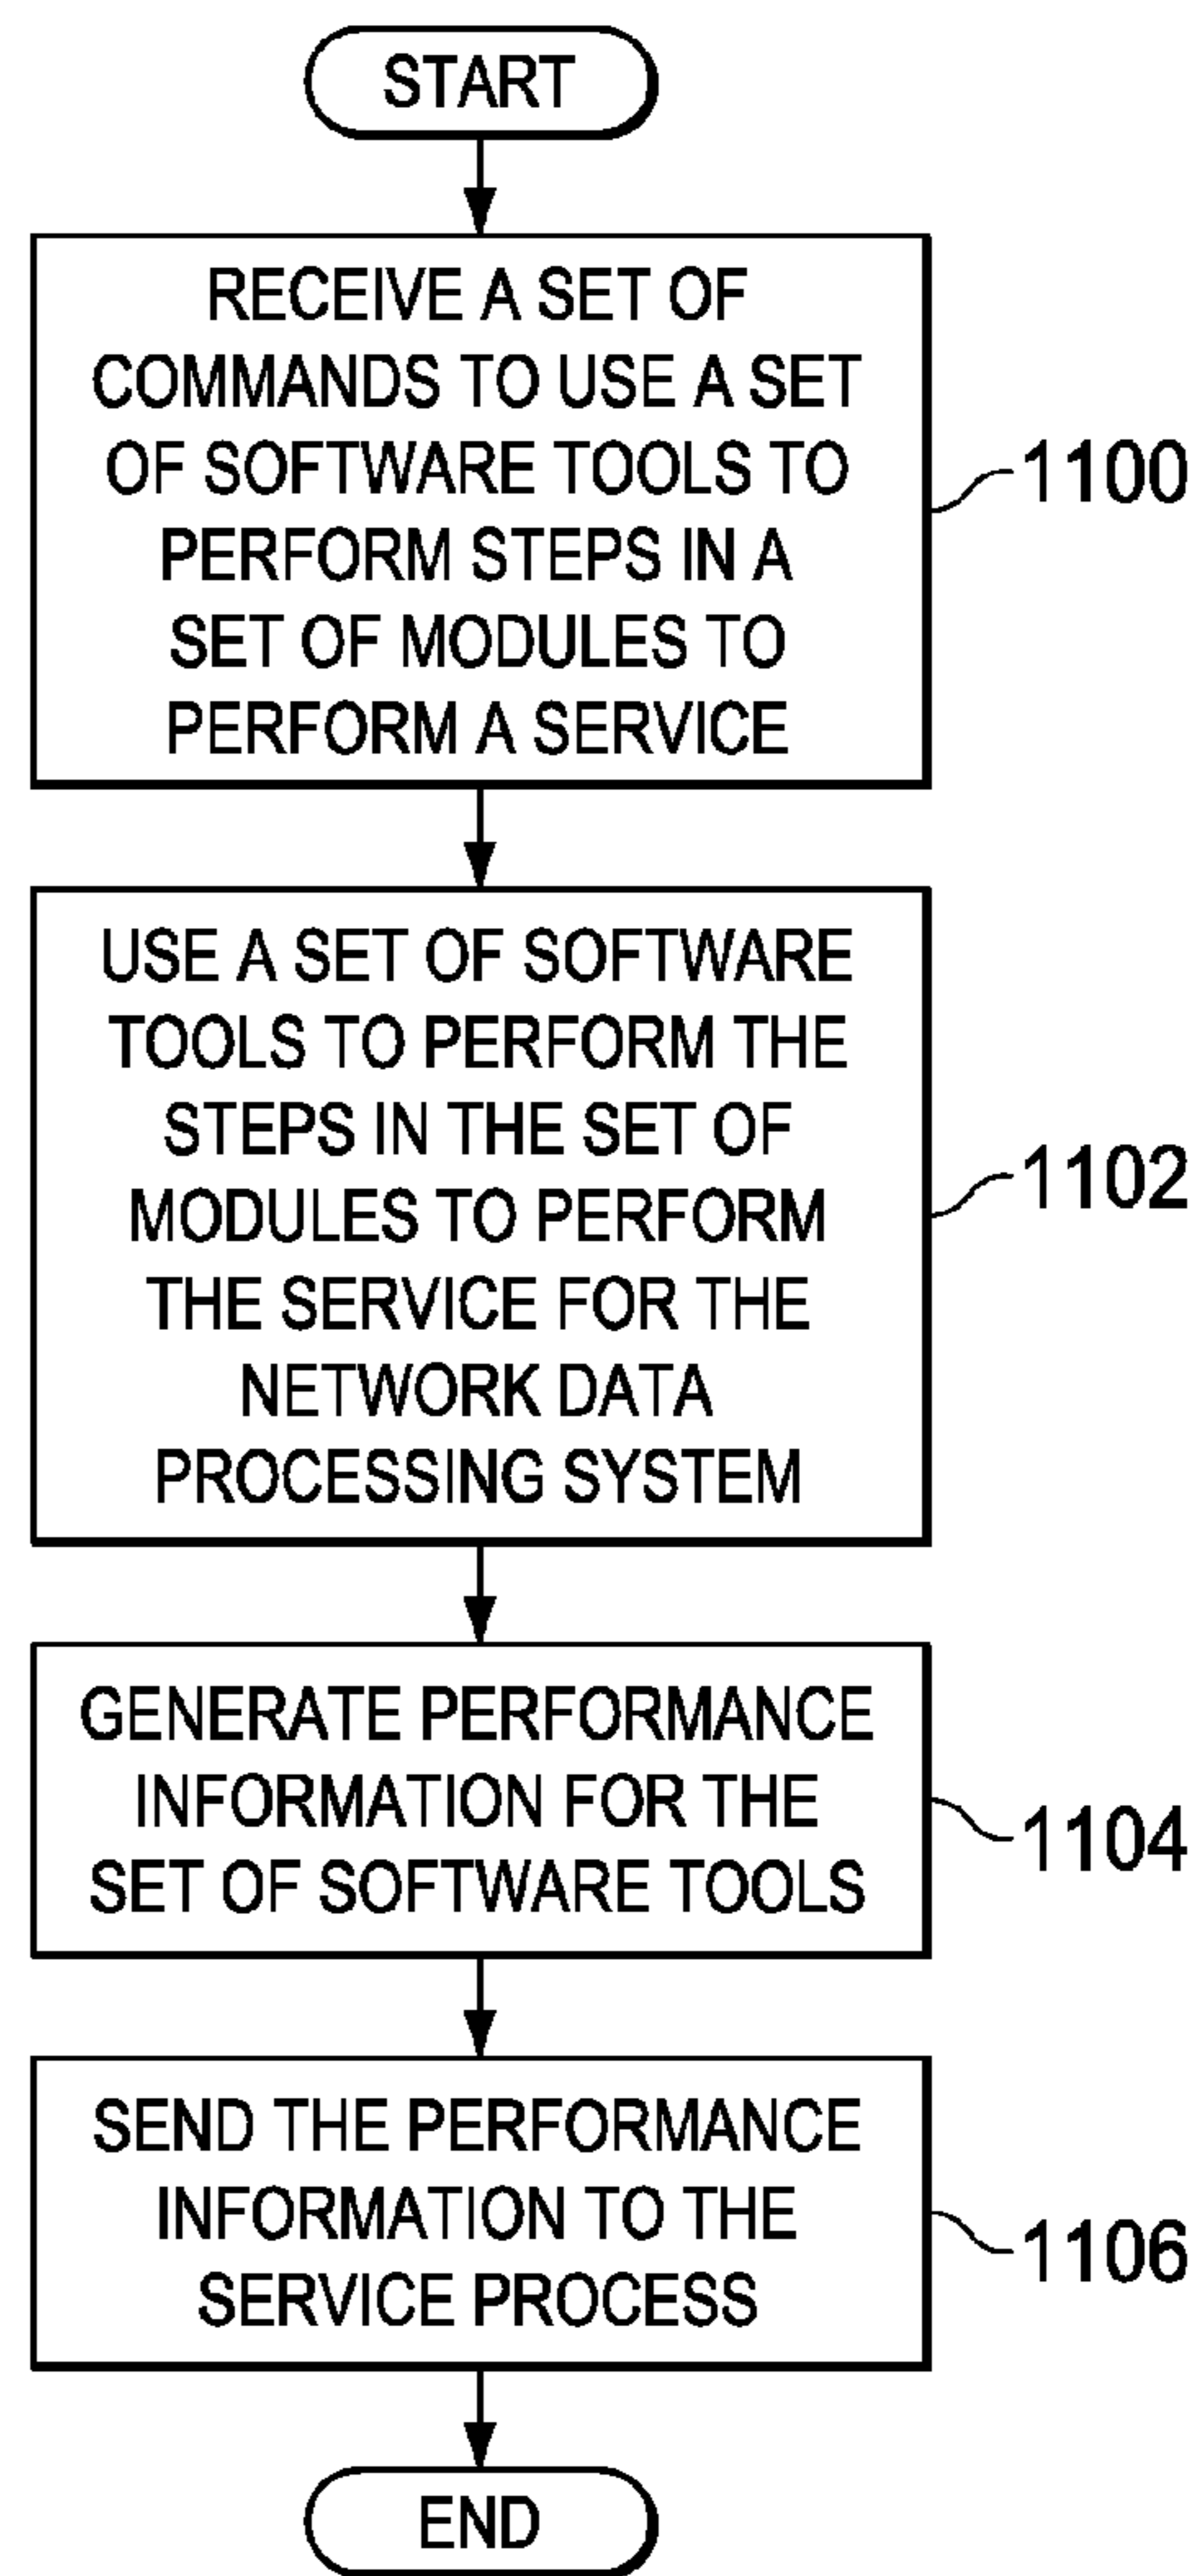 START
RECEIVE A SET OF
COMMANDS TO USE A SET
OF SOFTWARE TOOLS TO
PERFORM STEPS IN A
SET OF MODULES TO
PERFORM A SERVICE
1100
USE A SET OF SOFTWARE
TOOLS TO PERFORM THE
STEPS IN THE SET OF
MODULES TO PERFORM
THE SERVICE FOR THE
NETWORK DATA
PROCESSING SYSTEM
1102
GENERATE PERFORMANCE
INFORMATION FOR THE
SET OF SOFTWARE TOOLS
1104
SEND THE PERFORMANCE
INFORMATION TO THE
SERVICE PROCESS
1106
END